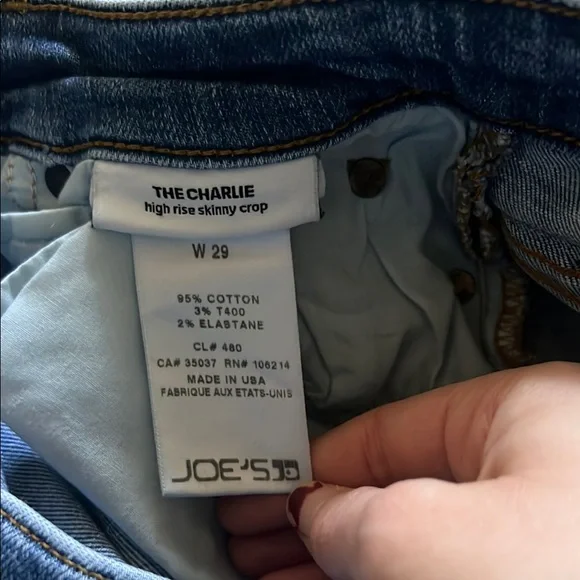 THE CHARLIE
high rise skinny crop
W 29
95% COTTON
3% T400
2% ELASTANE
CL# 480
CA# 35037 RN# 106214
MADE IN USA
FABRIQUE AUX ETATS-UNIS
JOE'S